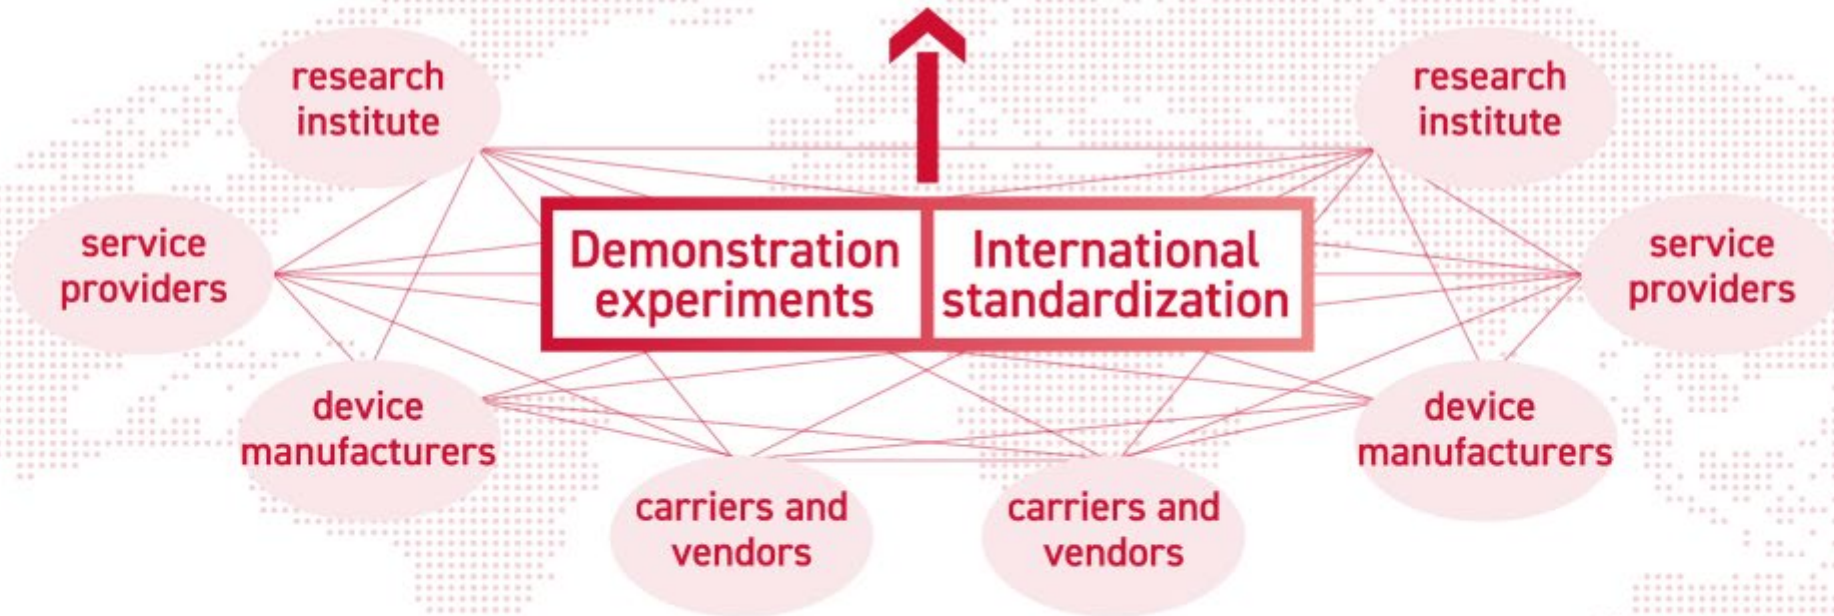 research
institute
research
institute
service
providers
Demonstration
experiments
International
standardization
service
providers
device
manufacturers
device
manufacturers
carriers and
vendors
carriers and
vendors